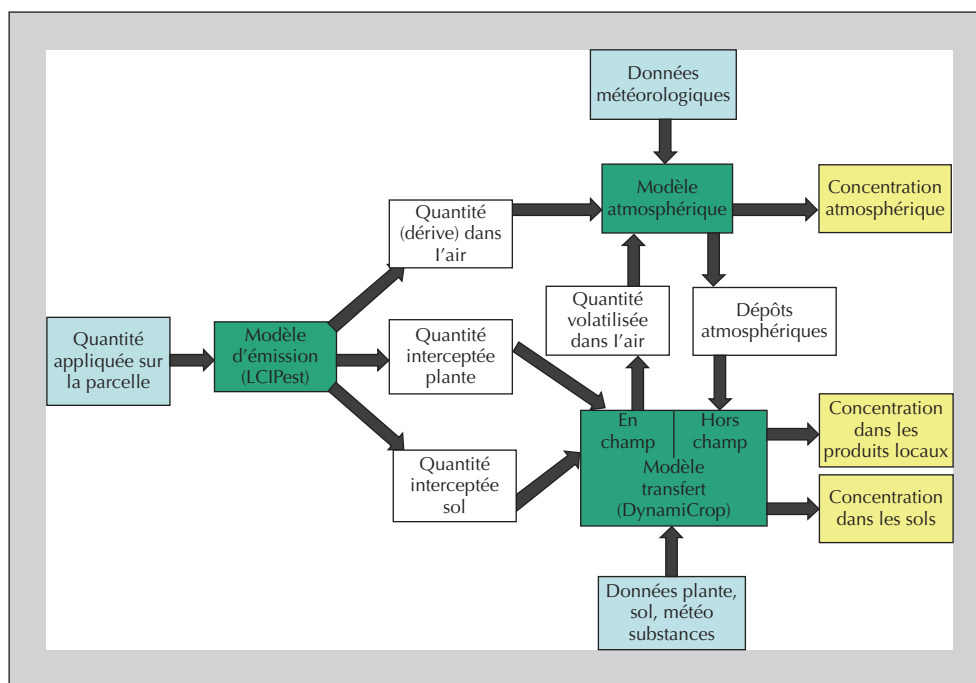 Données
météorologiques
Modèle
atmosphérique
Concentration
atmosphérique
Quantité
(dérive) dans
l'air
Quantité
volatilisée
dans l'air
Dépôts
atmosphériques
Quantité
appliquée sur
la parcelle
Modèle
d'émission
(LCIPest)
Quantité
interceptée
plante
Quantité
interceptée
sol
En
champ
Hors
champ
Modèle
transfert
(DynamiCrop)
Concentration
dans les
produits locaux
Concentration
dans les sols
Données plante,
sol, météo
substances